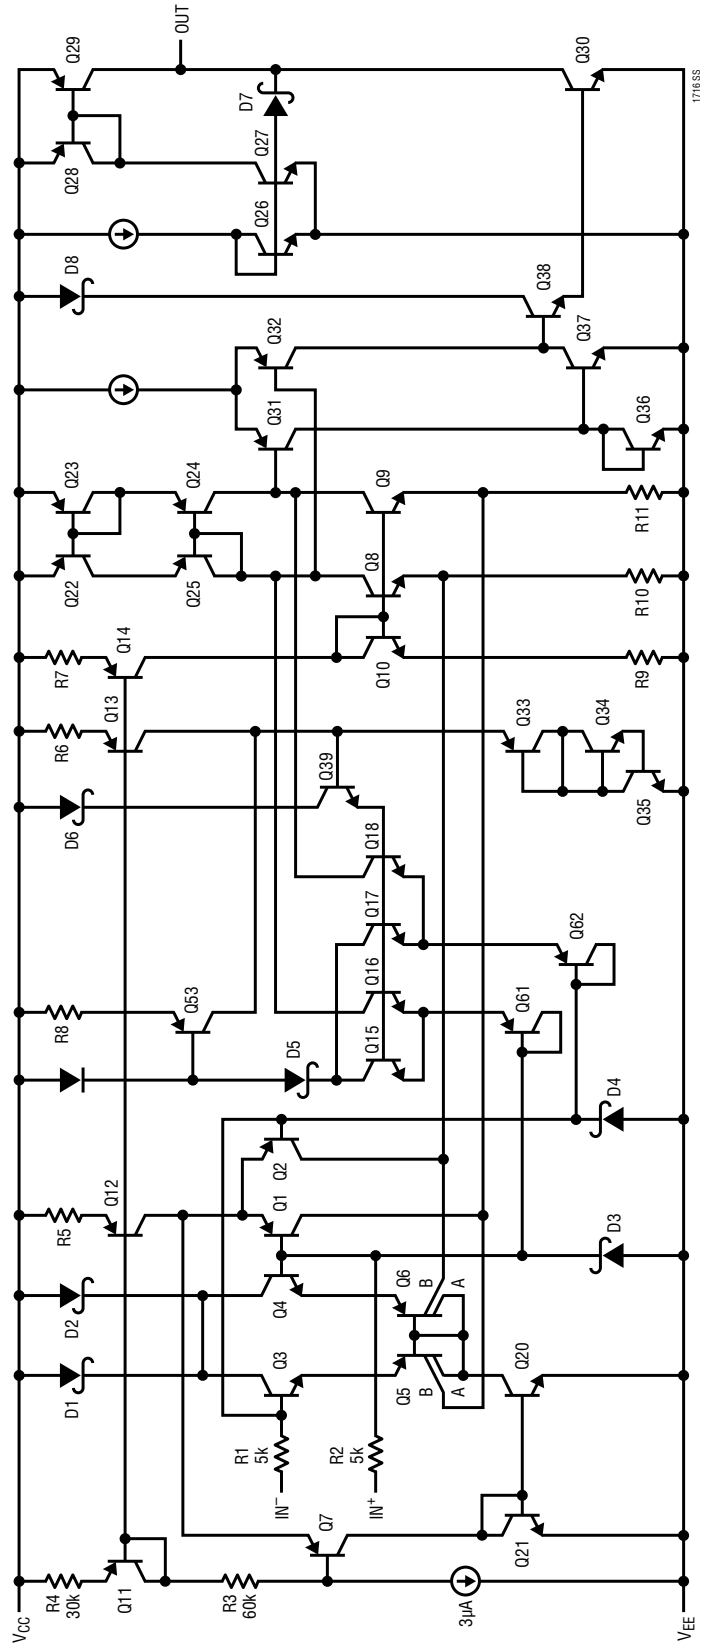 VCC
R4
30k
Q11
R3
60k
3µA
VEE
Q7
Q21
IN−
R1
5k
R2
5k
IN+
D1
D2
Q3
Q4
Q5
B
A
Q6
B
A
Q20
R5
Q12
Q1
Q2
D3
D4
R8
Q53
D5
Q15
Q16
Q17
Q18
Q61
Q62
D6
Q39
R6
Q13
R7
Q14
Q33
Q34
Q35
Q10
Q8
Q9
R9
R10
R11
Q22
Q23
Q25
Q24
Q31
Q32
Q36
Q37
Q38
D8
Q26
Q27
D7
Q28
Q29
OUT
Q30
1716 SS